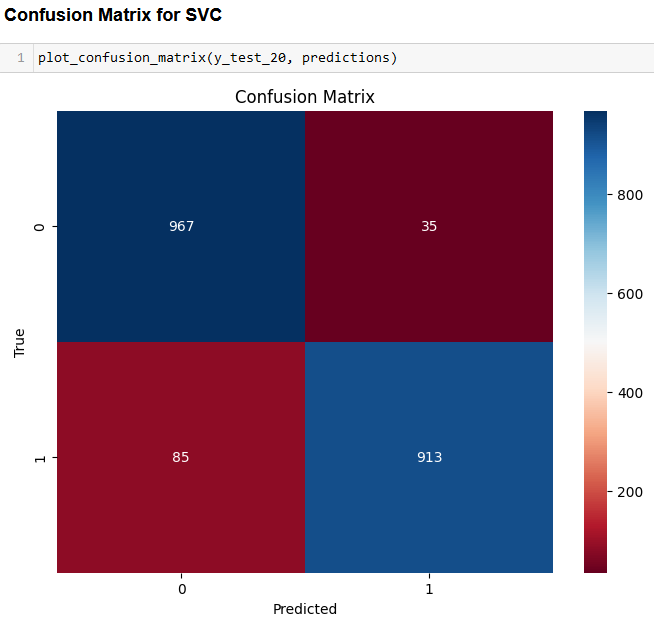 Confusion Matrix for SVC
1 plot_confusion_matrix(y_test_20, predictions)
Confusion Matrix
967 35
800
0
600
True
400
85 913
1
200
0 1
Predicted